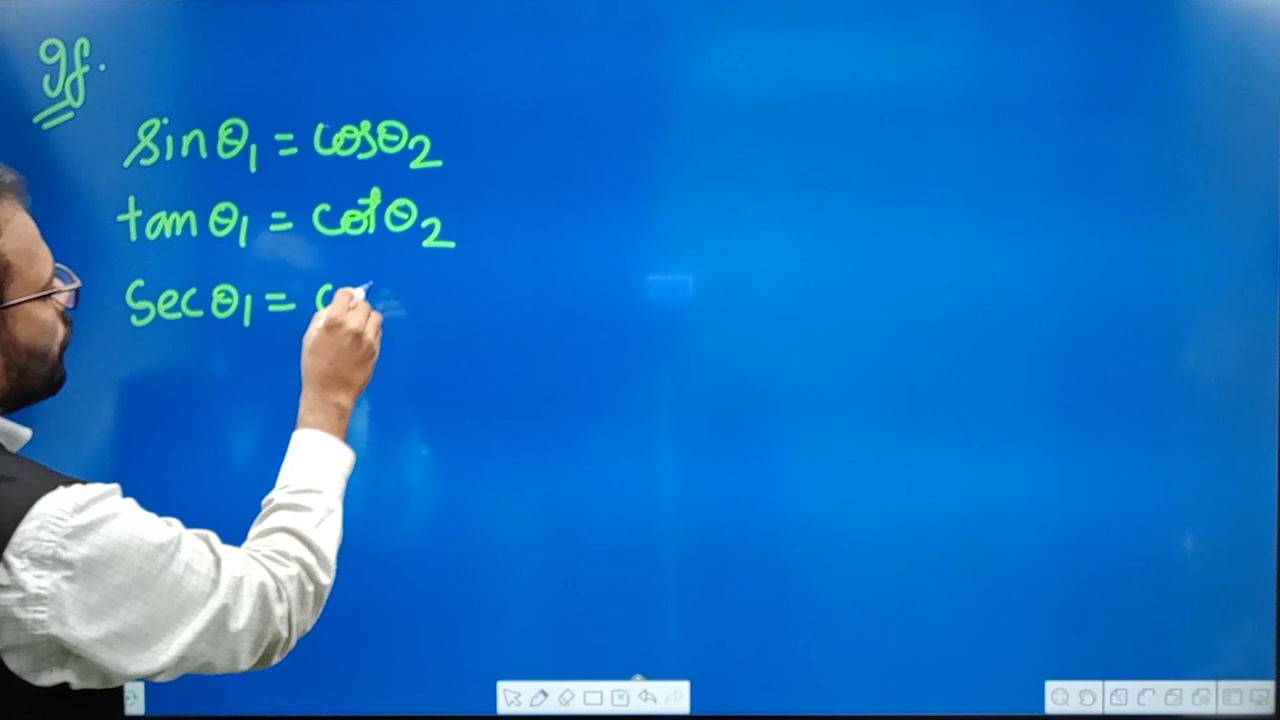 If.
sinθ₁ = cosθ₂
tanθ₁ = cotθ₂
Secθ₁ = c